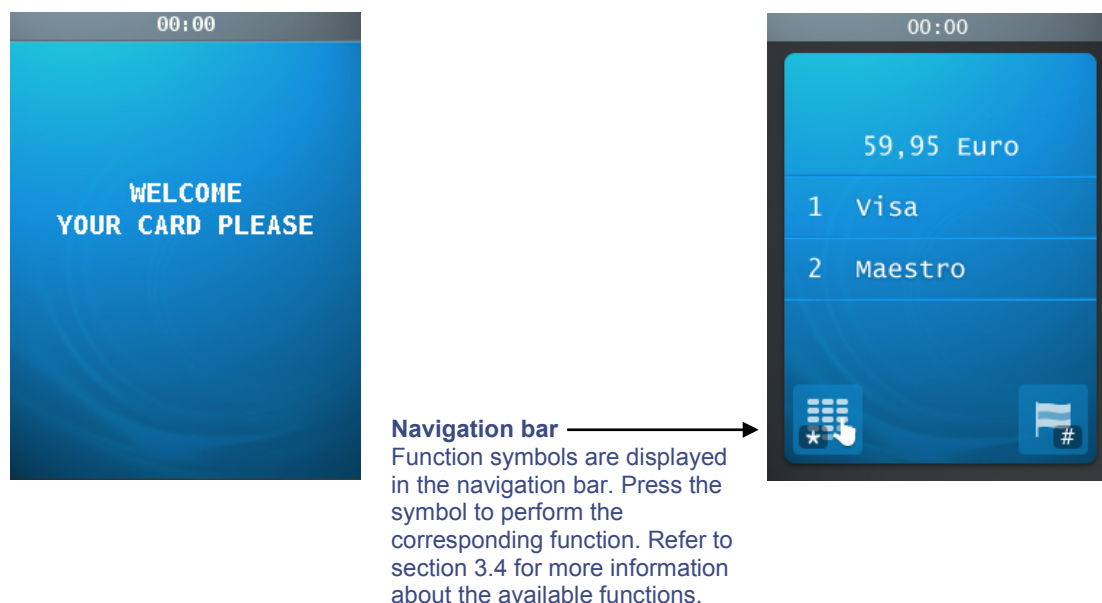 00:00
WELCOME
YOUR CARD PLEASE
Navigation bar
Function symbols are displayed
in the navigation bar. Press the
symbol to perform the
corresponding function. Refer to
section 3.4 for more information
about the available functions.
00:00
59,95 Euro
1 Visa
2 Maestro
*
#